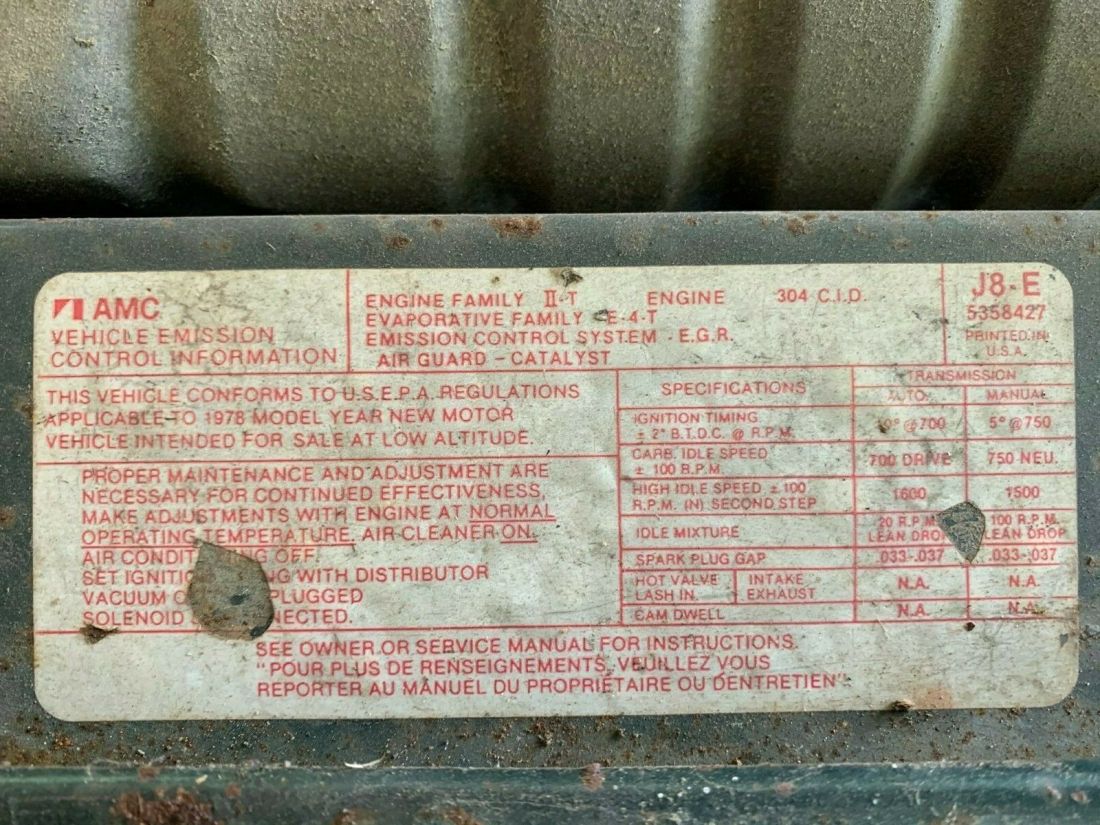 AMC
VEHICLE EMISSION
CONTROL INFORMATION
ENGINE FAMILY II-T ENGINE 304 C.I.D.
EVAPORATIVE FAMILY E-4-T
EMISSION CONTROL SYSTEM - E.G.R.
AIR GUARD - CATALYST
J8-E
5358427
PRINTED IN
U.S.A.
THIS VEHICLE CONFORMS TO U.S.E.P.A. REGULATIONS
APPLICABLE TO 1978 MODEL YEAR NEW MOTOR
VEHICLE INTENDED FOR SALE AT LOW ALTITUDE.
PROPER MAINTENANCE AND ADJUSTMENT ARE
NECESSARY FOR CONTINUED EFFECTIVENESS,
MAKE ADJUSTMENTS WITH ENGINE AT NORMAL
OPERATING TEMPERATURE, AIR CLEANER ON,
AIR OFF.
SET WITH DISTRIBUTOR
VACUUM
SOLENOID
SPECIFICATIONS TRANSMISSION
AUTO. MANUAL
IGNITION TIMING
± 2° B.T.D.C. @ R.P.M. @ 700 5° @ 750
CARB. IDLE SPEED
± 100 R.P.M. 700 DRIVE 750 NEU.
HIGH IDLE SPEED ± 100
R.P.M. (N) SECOND STEP 1600 1500
IDLE MIXTURE 20 R.P.M. LEAN DROP 100 R.P.M. LEAN DROP
SPARK PLUG GAP .033-.037 .033-.037
HOT VALVE LASH IN. INTAKE EXHAUST N.A. N.A.
CAM DWELL N.A. N.A.
SEE OWNER OR SERVICE MANUAL FOR INSTRUCTIONS.
"POUR PLUS DE RENSEIGNEMENTS, VEUILLEZ VOUS
REPORTER AU MANUEL DU PROPRIÉTAIRE OU D'ENTRETIEN".